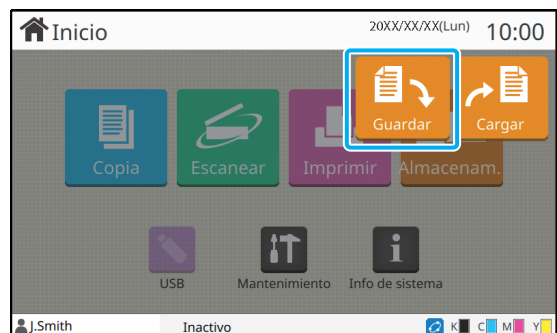 Inicio 20XX/XX/XX(Lun) 10:00
Guardar Cargar
Copia Escanear Imprimir Almacenam.
USB Mantenimiento Info de sistema
J.Smith Inactivo K C M Y